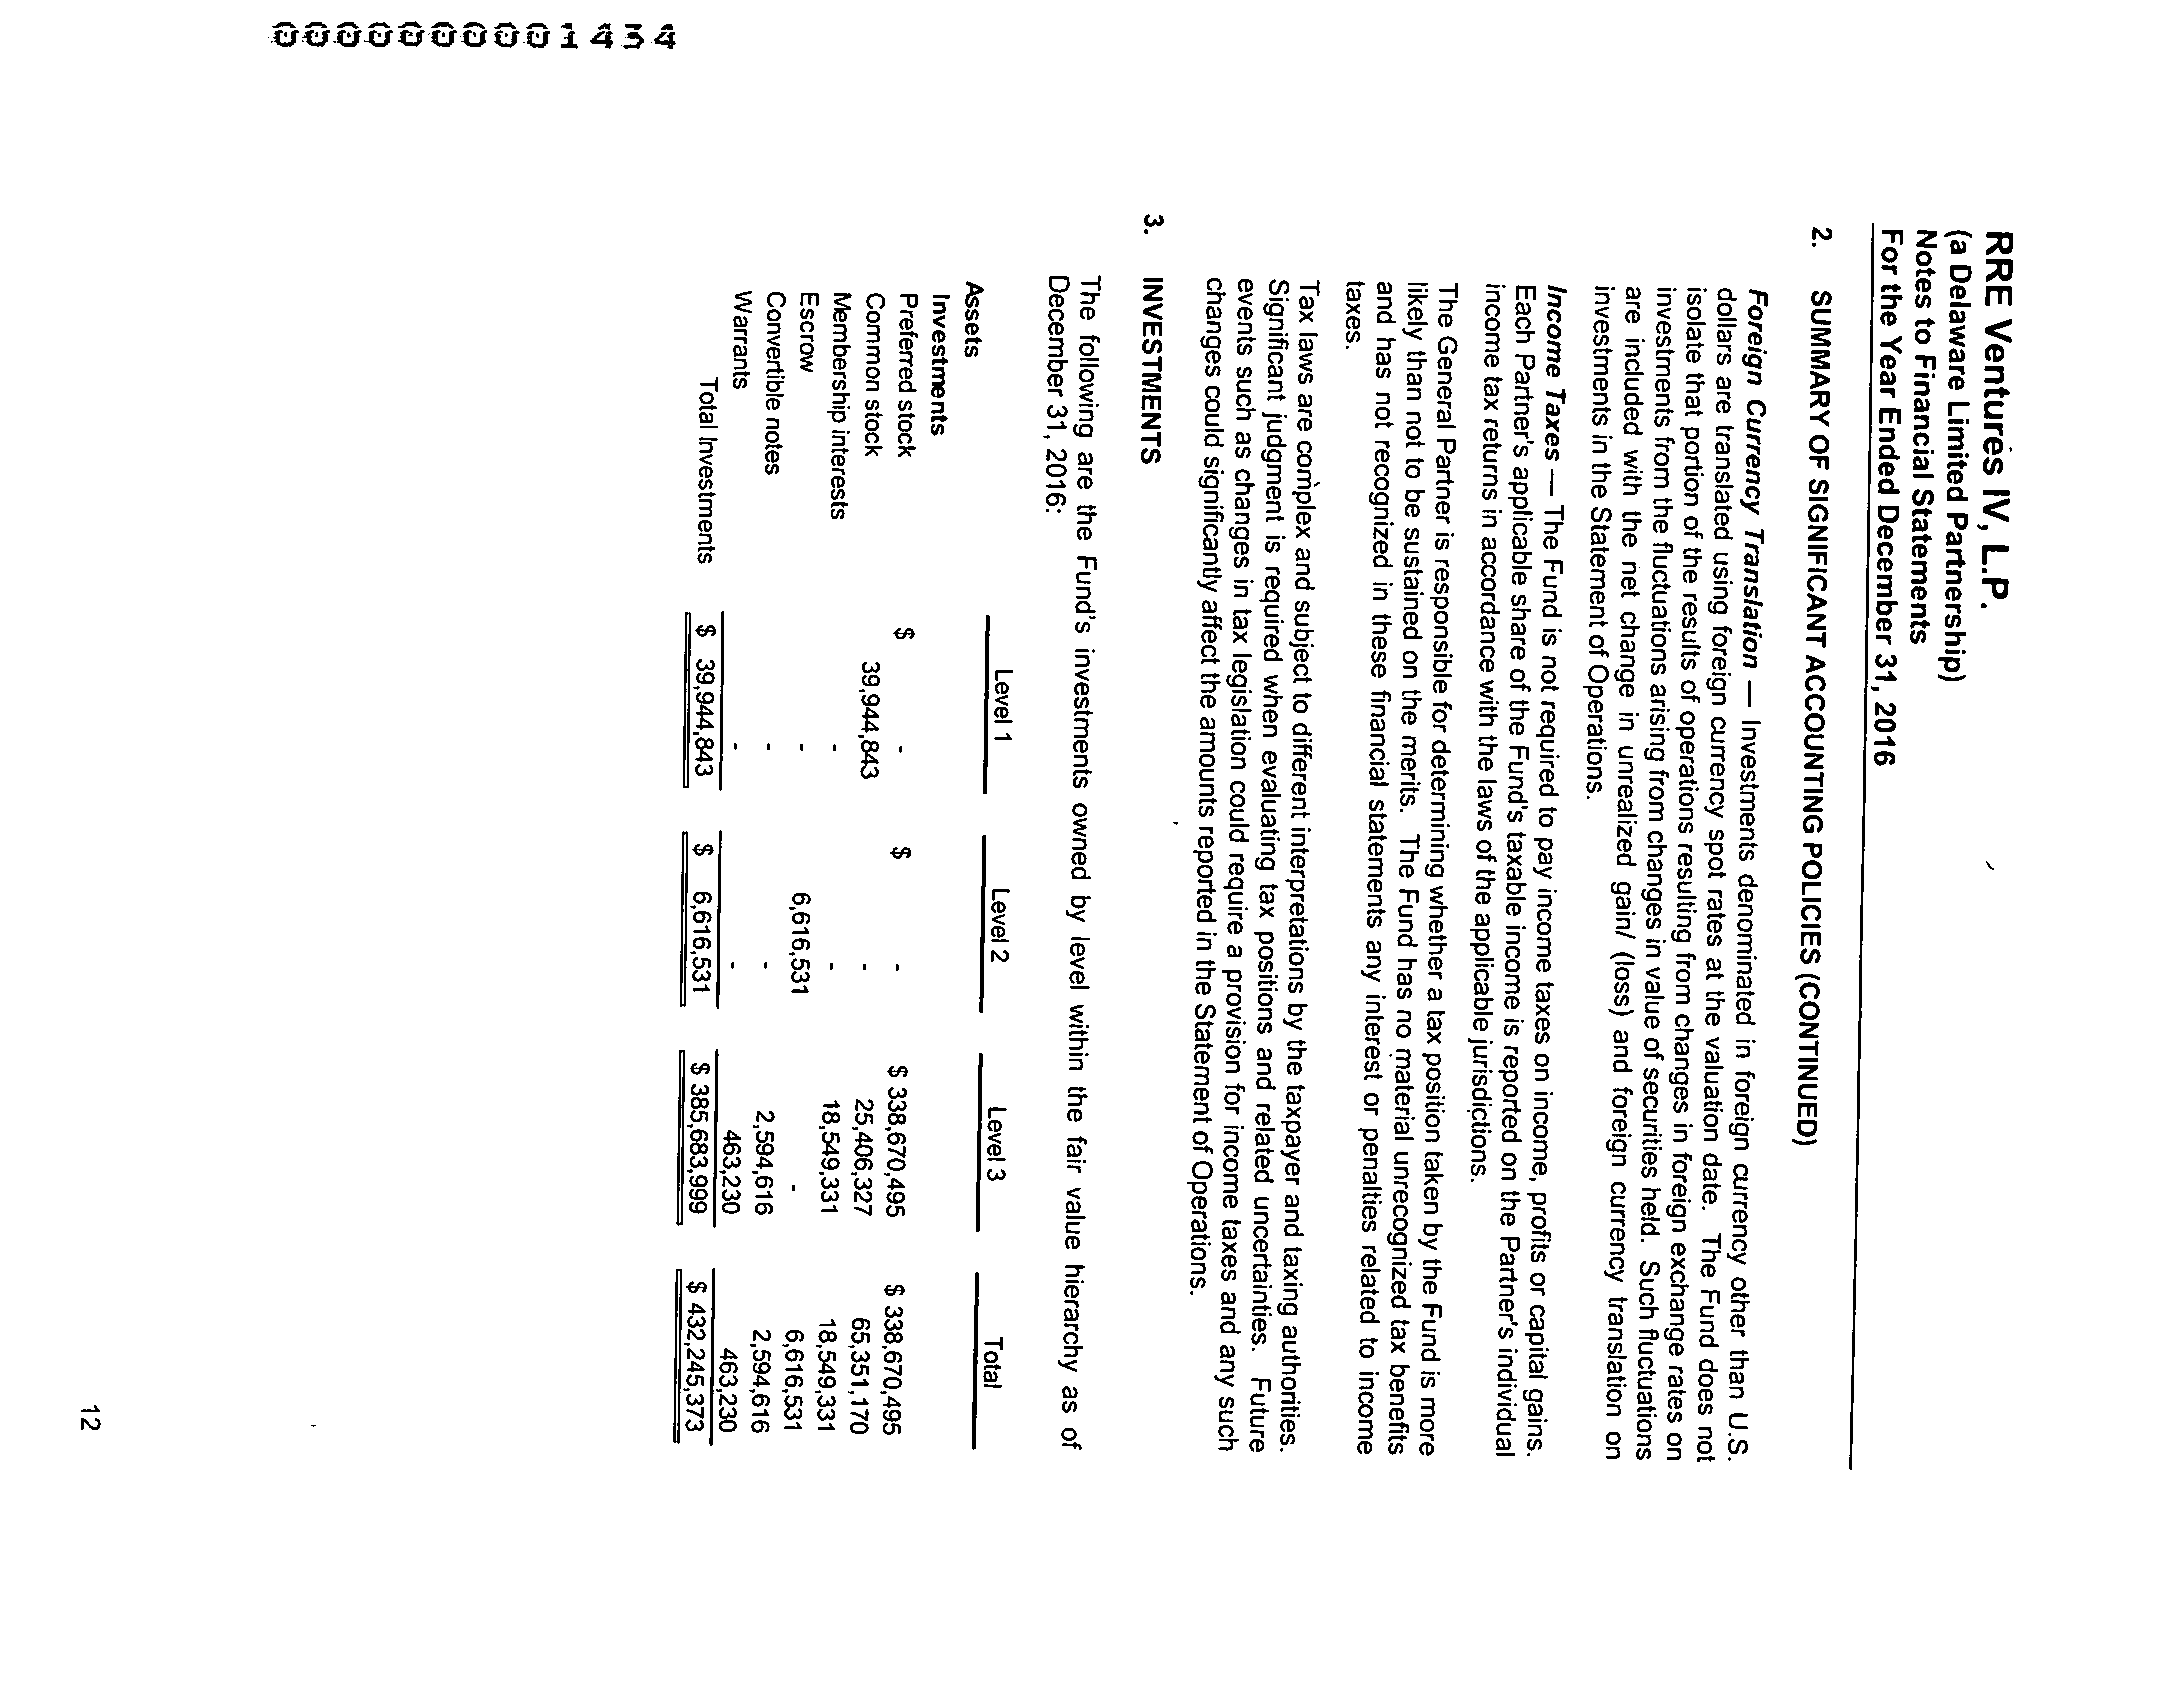 RRE Ventures IV, L.P.
(a Delaware Limited Partnership)
Notes to Financial Statements
For the Year Ended December 31, 2016
2. SUMMARY OF SIGNIFICANT ACCOUNTING POLICIES (CONTINUED)
Foreign Currency Translation — Investments denominated in foreign currency other than U.S.
dollars are translated using foreign currency spot rates at the valuation date. The Fund does not
isolate that portion of the results of operations resulting from changes in foreign exchange rates on
investments from the fluctuations arising from changes in value of securities held. Such fluctuations
are included with the net change in unrealized gain/ (loss) and foreign currency translation on
investments in the Statement of Operations.
Income Taxes — The Fund is not required to pay income taxes on income, profits or capital gains.
Each Partner's applicable share of the Fund's taxable income is reported on the Partner's individual
income tax returns in accordance with the laws of the applicable jurisdictions.
The General Partner is responsible for determining whether a tax position taken by the Fund is more
likely than not to be sustained on the merits. The Fund has no material unrecognized tax benefits
and has not recognized in these financial statements any interest or penalties related to income
taxes.
Tax laws are complex and subject to different interpretations by the taxpayer and taxing authorities.
Significant judgment is required when evaluating tax positions and related uncertainties. Future
events such as changes in tax legislation could require a provision for income taxes and any such
changes could significantly affect the amounts reported in the Statement of Operations.
3. INVESTMENTS
The following are the Fund's investments owned by level within the fair value hierarchy as of
December 31, 2016:
Assets Level 1 Level 2 Level 3 Total
Investments
Preferred stock $ - $ - $ 338,670,495 $ 338,670,495
Common stock 39,944,843 - 25,406,327 65,351,170
Membership interests - - 18,549,331 18,549,331
Escrow - 6,616,531 - 6,616,531
Convertible notes - - 2,594,616 2,594,616
Warrants - - 463,230 463,230
Total Investments $ 39,944,843 $ 6,616,531 $ 385,683,999 $ 432,245,373
12
0000000001434